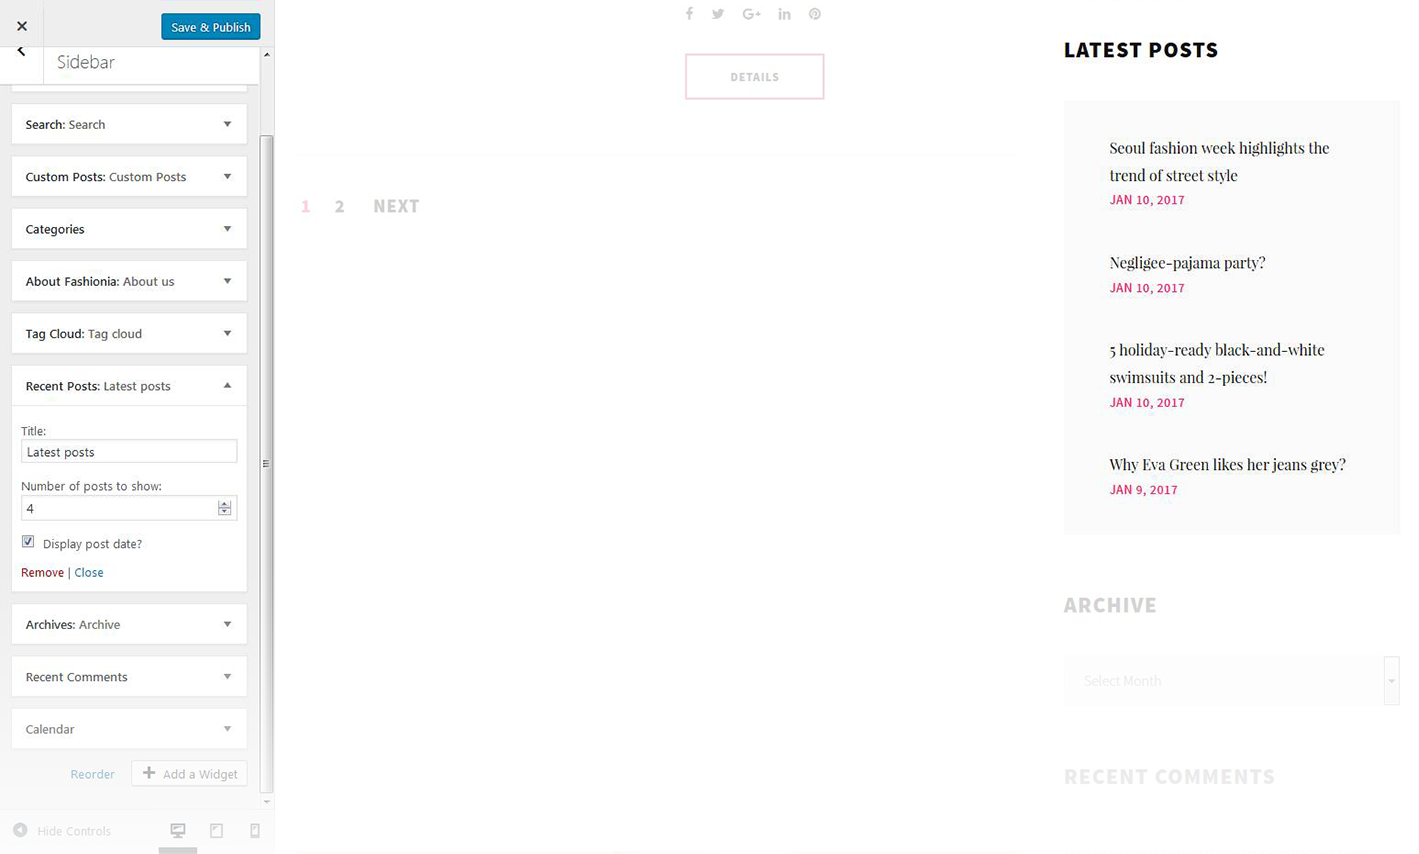 Save & Publish
Sidebar
Search: Search
Custom Posts: Custom Posts
Categories
About Fashionia: About us
Tag Cloud: Tag cloud
Recent Posts: Latest posts
Title:
Latest posts
Number of posts to show:
4
Display post date?
Remove | Close
Archives: Archive
Recent Comments
Calendar
Reorder
Add a Widget
Hide Controls
DETAILS
1 2 NEXT
LATEST POSTS
Seoul fashion week highlights the
trend of street style
JAN 10, 2017
Negligee-pajama party?
JAN 10, 2017
5 holiday-ready black-and-white
swimsuits and 2-pieces!
JAN 10, 2017
Why Eva Green likes her jeans grey?
JAN 9, 2017
ARCHIVE
Select Month
RECENT COMMENTS